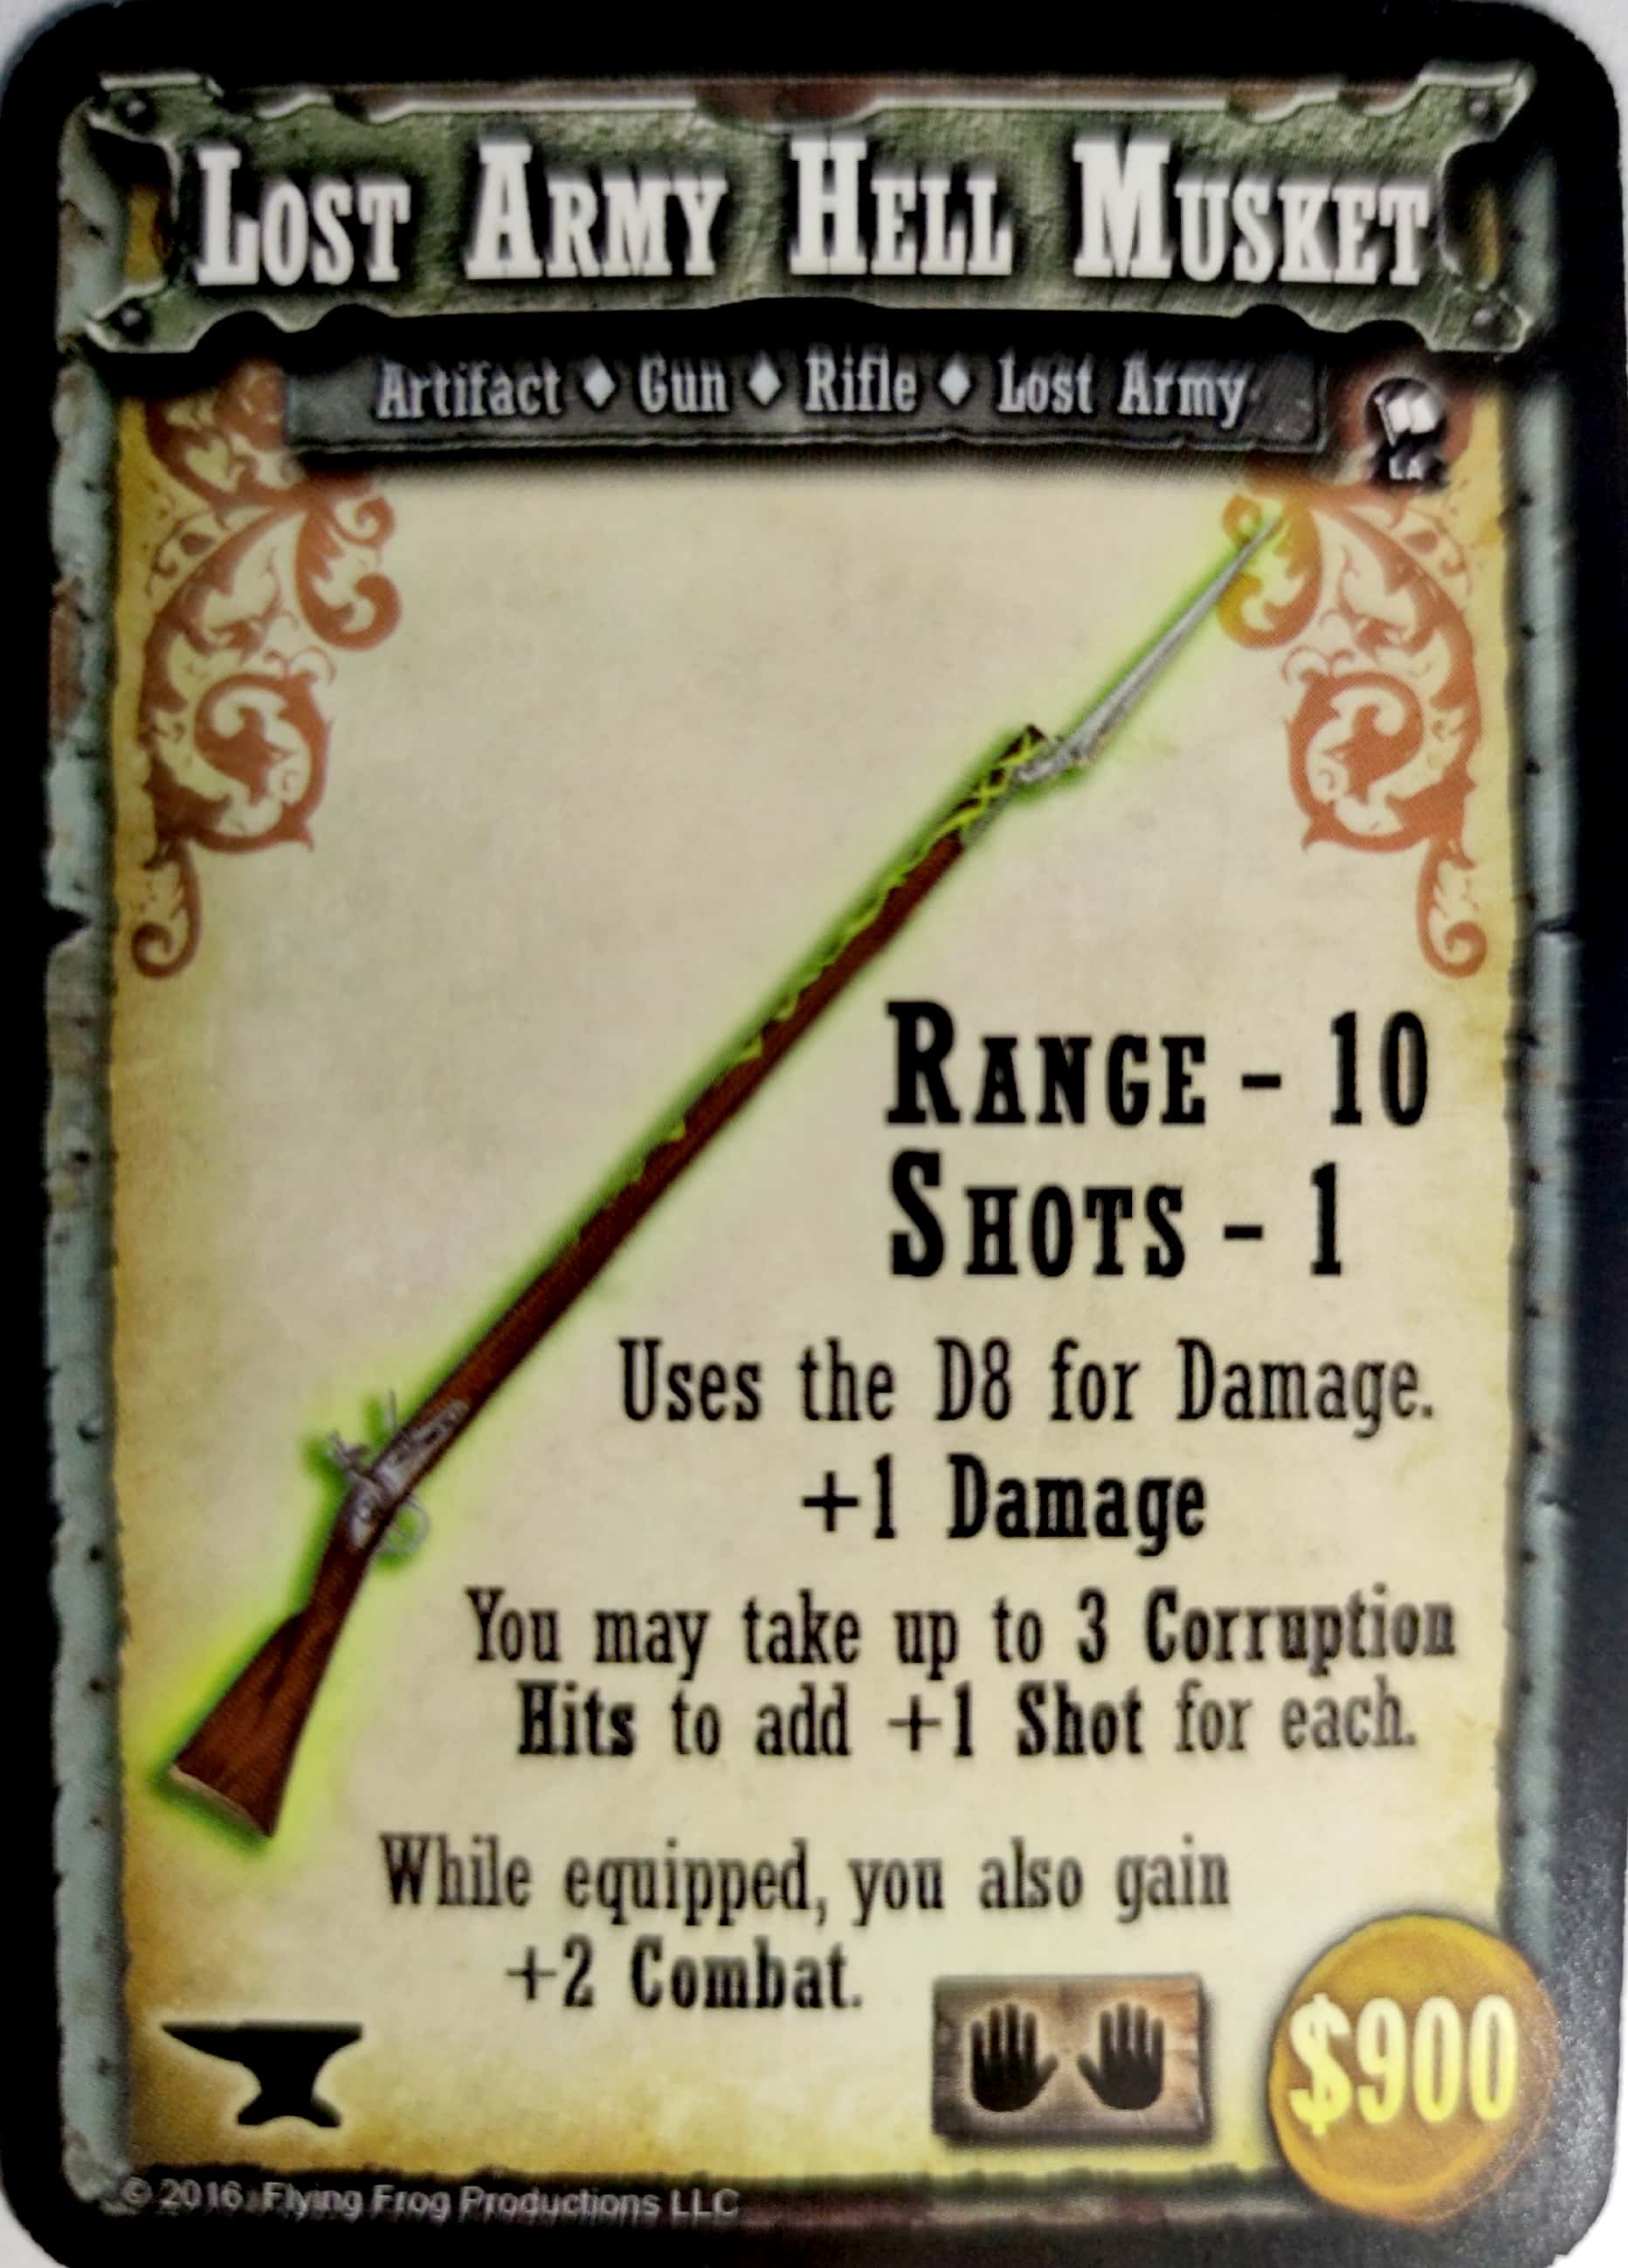 LOST ARMY HELL MUSKET
Artifact ♦ Gun ♦ Rifle ♦ Lost Army
LA
RANGE - 10
SHOTS - 1
Uses the D8 for Damage.
+1 Damage
You may take up to 3 Corruption
Hits to add +1 Shot for each.
While equipped, you also gain
+2 Combat.
$900
© 2016 Flying Frog Productions LLC